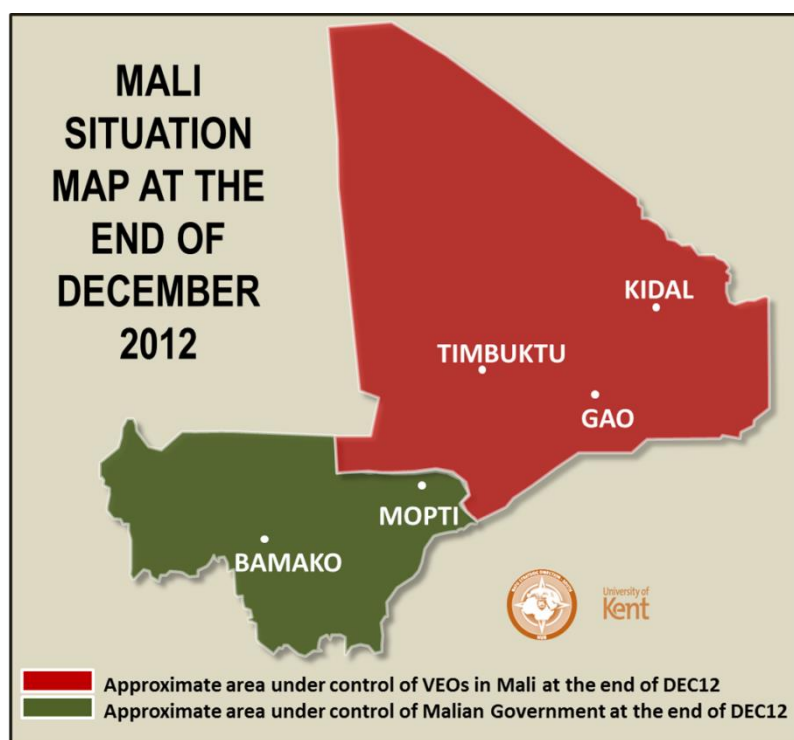 MALI
SITUATION
MAP AT THE
END OF
DECEMBER
2012
KIDAL
TIMBUKTU
GAO
MOPTI
BAMAKO
University of
Kent
Approximate area under control of VEOs in Mali at the end of DEC12
Approximate area under control of Malian Government at the end of DEC12